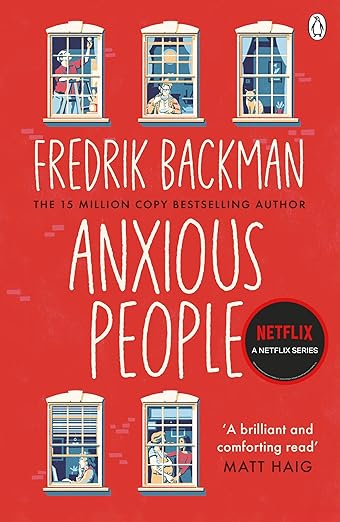 FREDRIK BACKMAN
THE 15 MILLION COPY BESTSELLING AUTHOR
ANXIOUS
PEOPLE
NETFLIX
A NETFLIX SERIES
‘A brilliant and
comforting read’
MATT HAIG